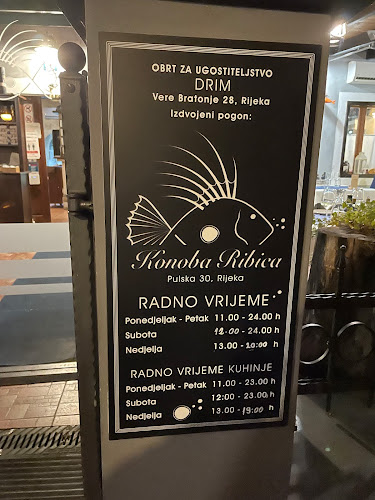 OBRT ZA UGOSTITELJSTVO
DRIM
Vere Bratonje 28, Rijeka
Izdvojeni pogon:
Konoba Ribica
Pulska 30, Rijeka
RADNO VRIJEME
Ponedjeljak - Petak 11.00 - 24.00 h
Subota 12.00 - 24.00 h
Nedjelja 13.00 - 20:00 h
RADNO VRIJEME KUHINJE
Ponedjeljak - Petak 11.00 - 23.00 h
Subota 12:00 - 23.00 h
Nedjelja 13.00 - 19:00 h